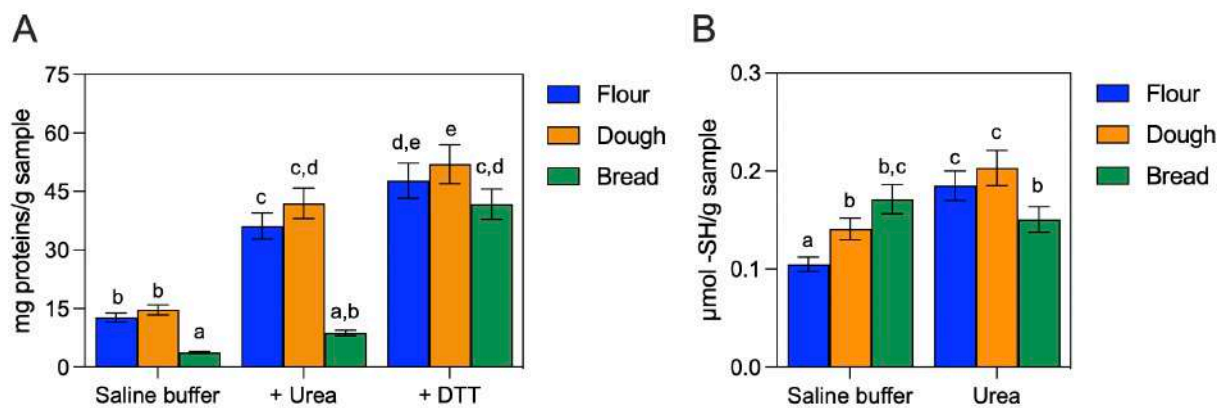 A
mg proteins/g sample
75
60
45
30
15
0
b
b
a
c
c,d
a,b
d,e
e
c,d
Saline buffer
+ Urea
+ DTT
Flour
Dough
Bread
B
µmol -SH/g sample
0.3
0.2
0.1
0.0
a
b
b,c
c
c
b
Saline buffer
Urea
Flour
Dough
Bread